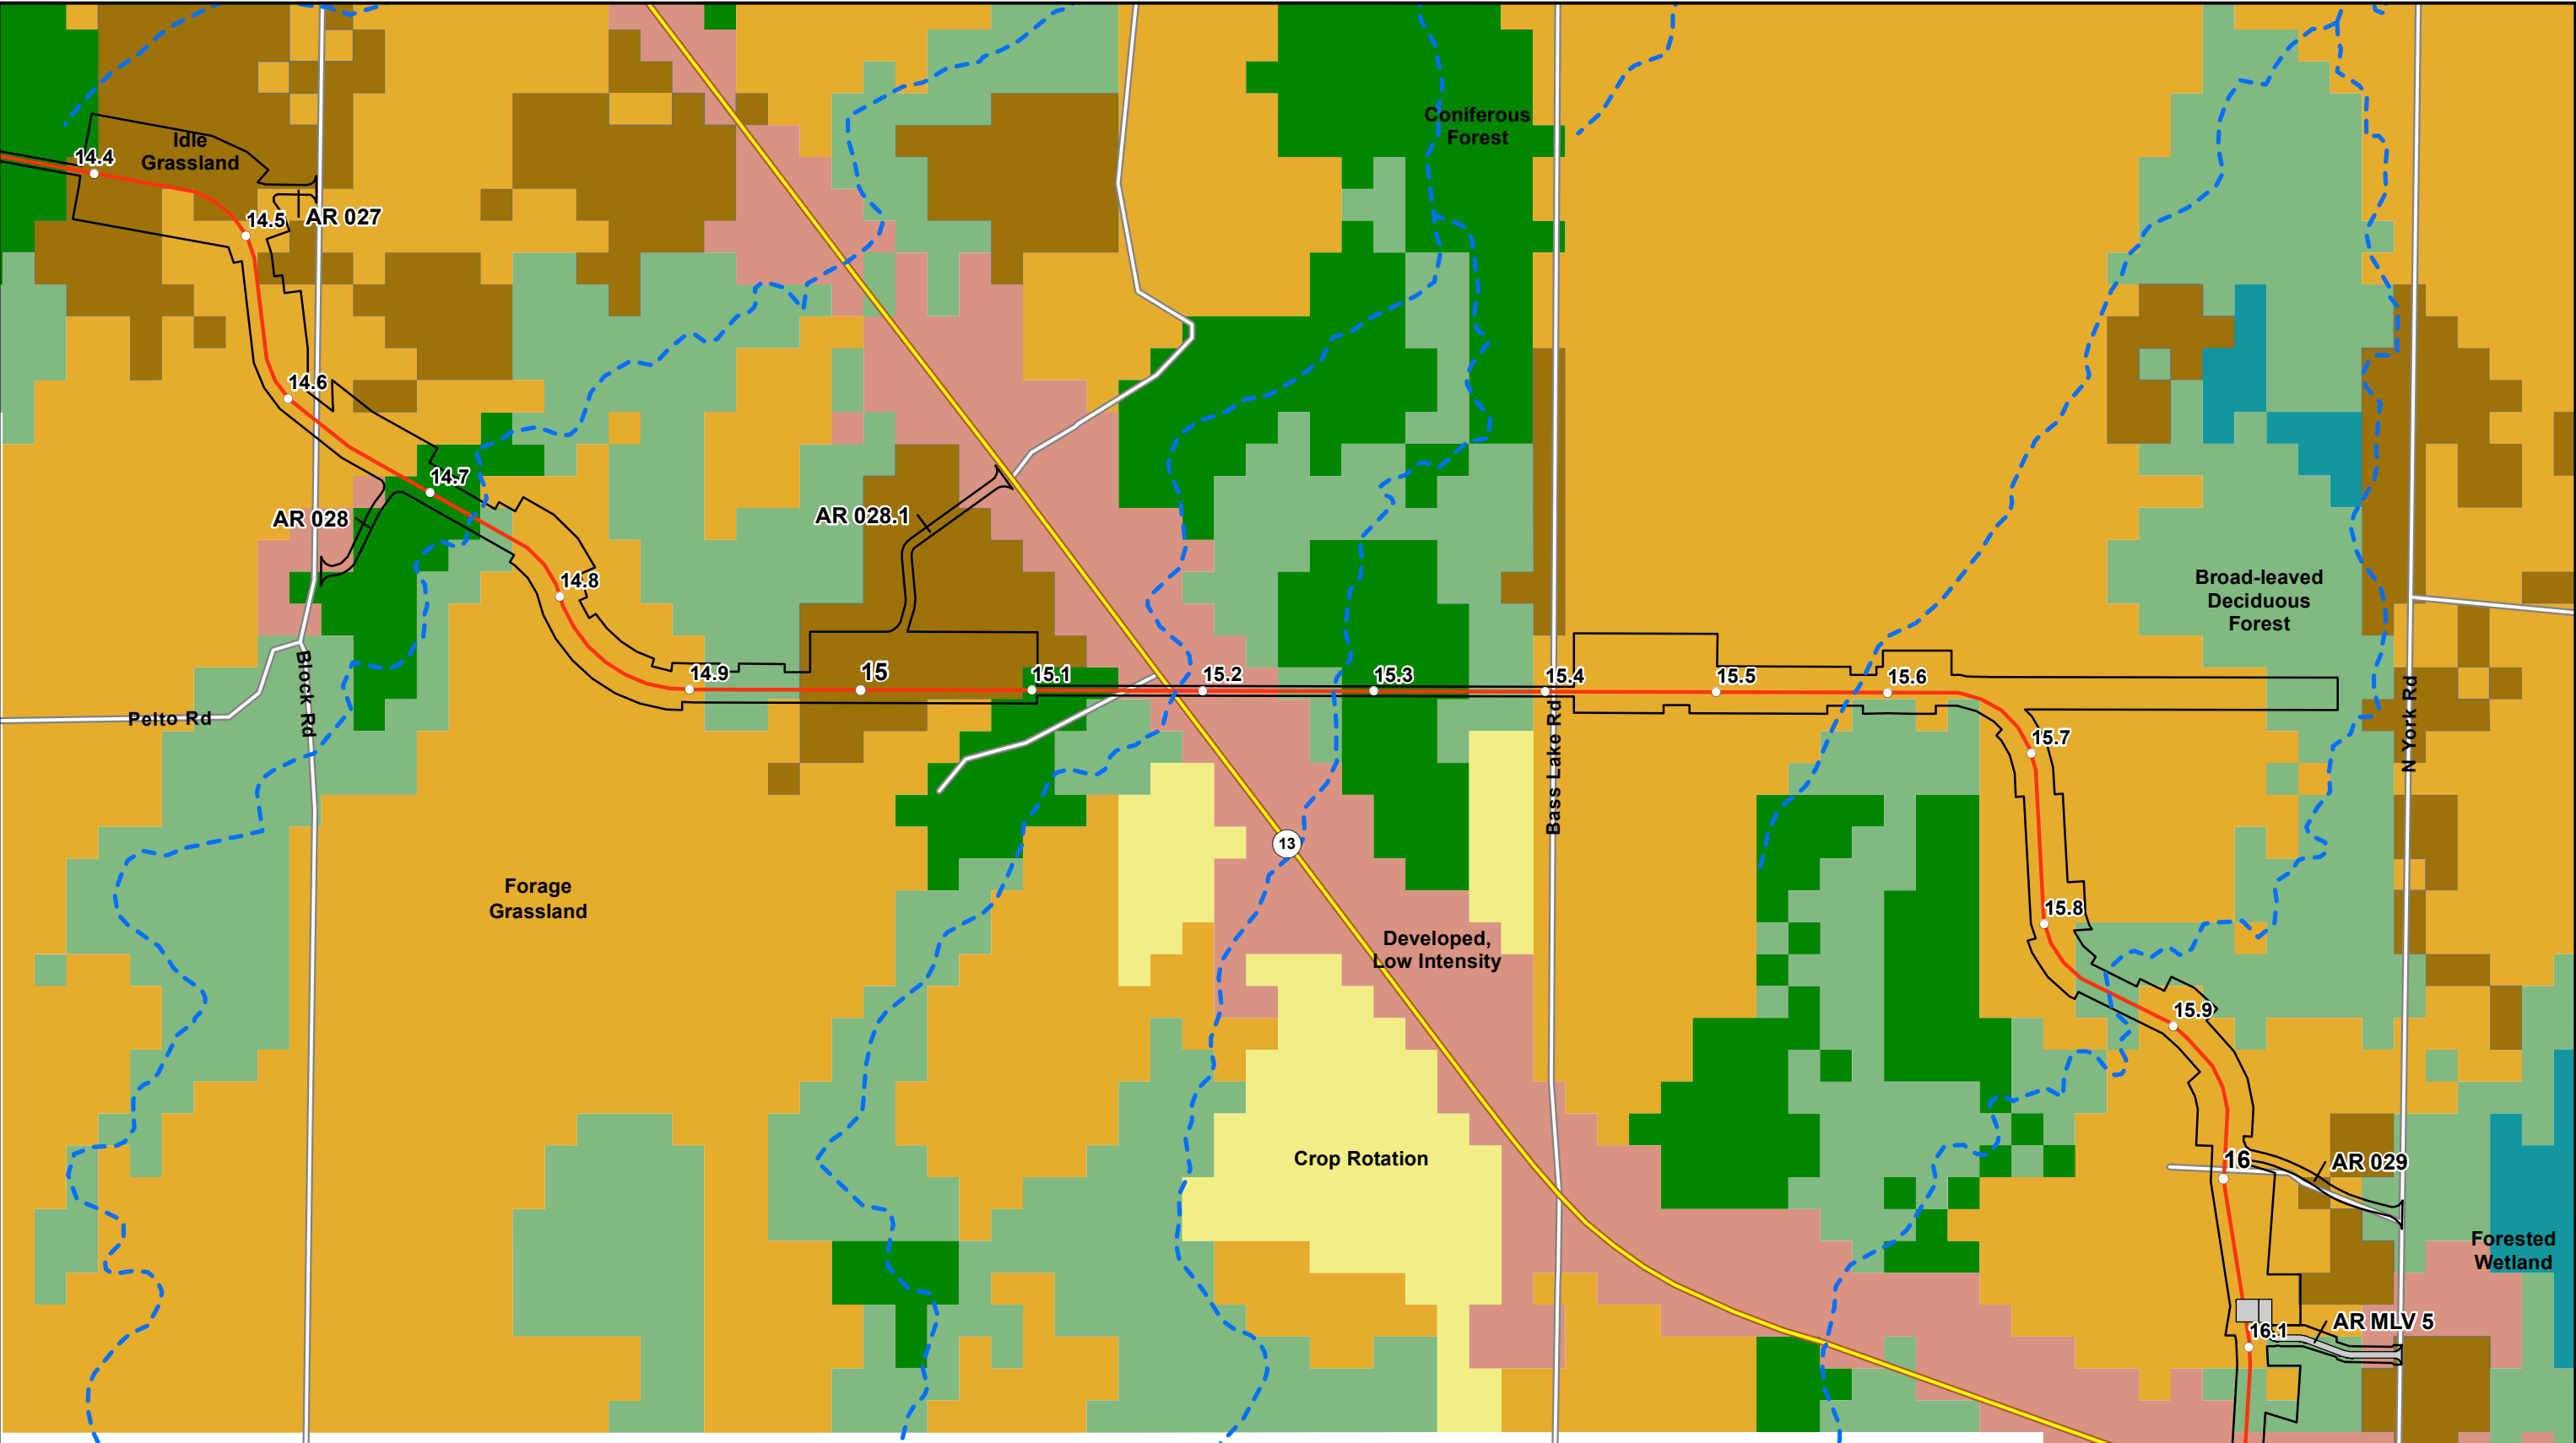 Coniferous
Forest
Idle
Grassland
14.4
14.5
AR 027
14.6
14.7
AR 028
AR 028.1
14.8
Broad-leaved
Deciduous
Forest
14.9
15
15.1
15.2
15.3
15.4
15.5
15.6
Block Rd
Pelto Rd
Bass Lake Rd
N York Rd
15.7
13
Forage
Grassland
15.8
Developed,
Low Intensity
15.9
Crop Rotation
16
AR 029
Forested
Wetland
AR MLV 5
16.1